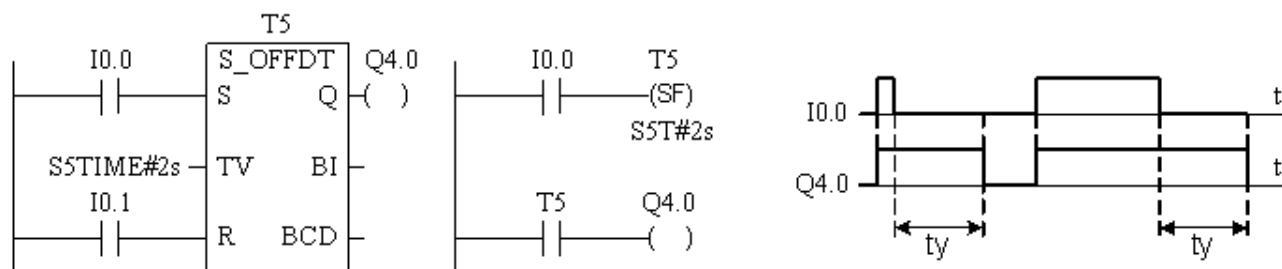 T5
I0.0 S_OFFDT Q4.0 I0.0 T5
S Q ( ) (SF)
S5T#2s
S5TIME#2s TV BI
I0.1 T5 Q4.0
R BCD ( )
I0.0 t
Q4.0 t
ty ty